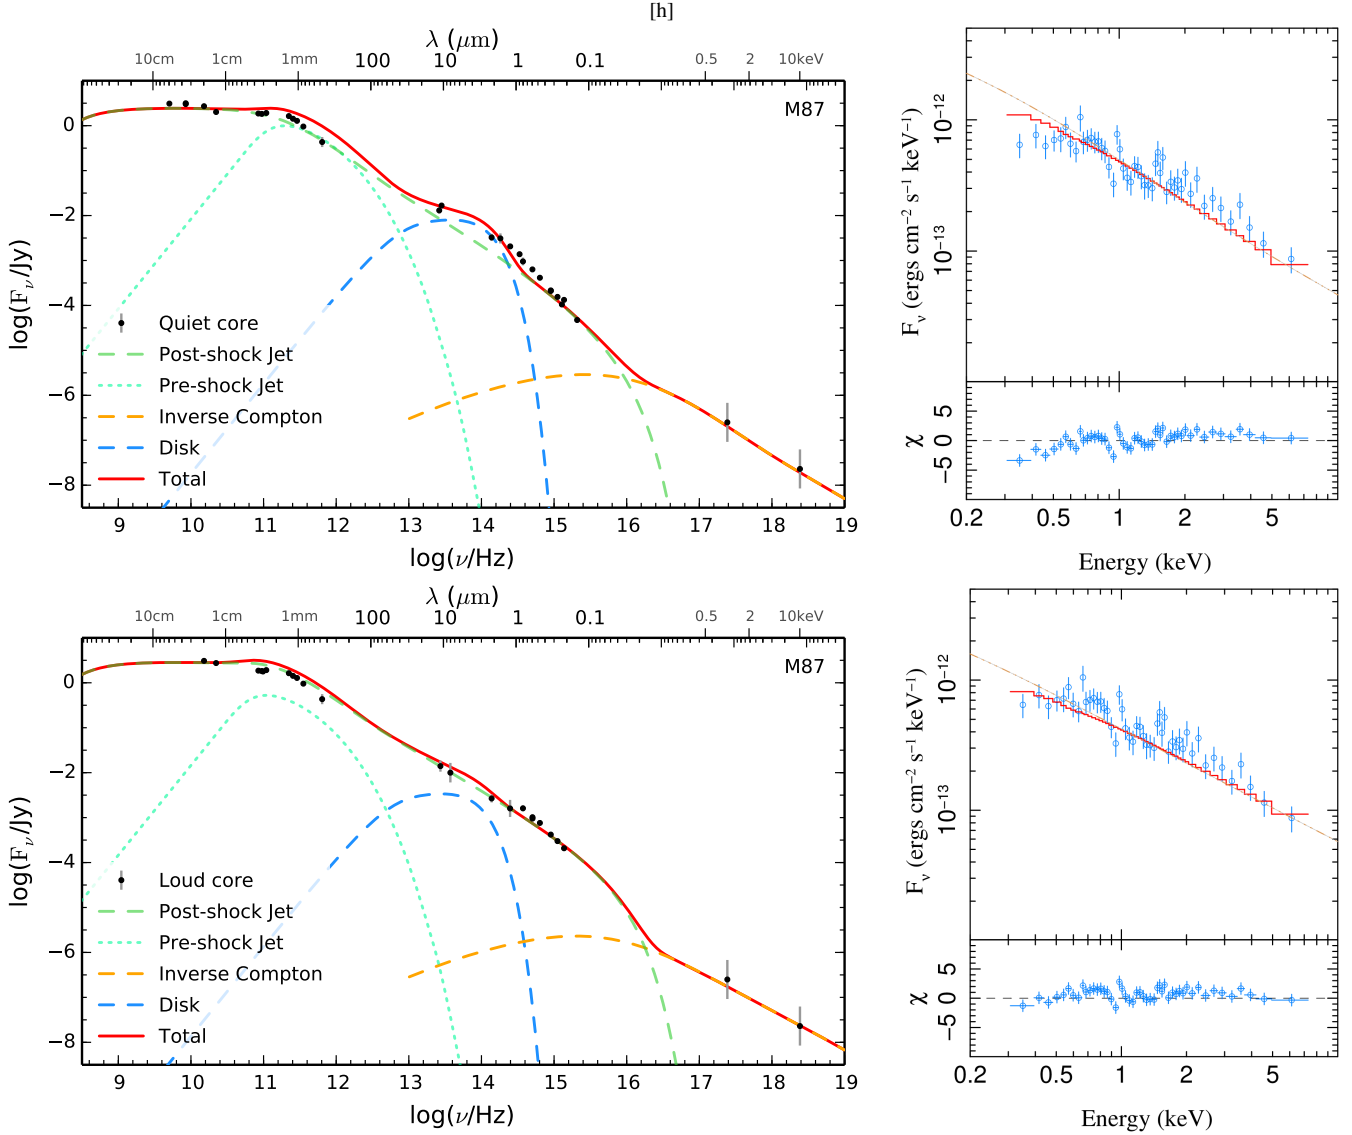 [h]
λ (μm)
10cm 1cm 1mm 100 10 1 0.1 0.5 2 10keV
M87
log(Fν/Jy)
0
−2
−4
−6
−8
Quiet core
Post-shock Jet
Pre-shock Jet
Inverse Compton
Disk
Total
9 10 11 12 13 14 15 16 17 18 19
log(ν/Hz)
Fν (ergs cm−2 s−1 keV−1)
10−12
10−13
χ
5
0
−5
0.2 0.5 1 2 5
Energy (keV)
λ (μm)
10cm 1cm 1mm 100 10 1 0.1 0.5 2 10keV
M87
log(Fν/Jy)
0
−2
−4
−6
−8
Loud core
Post-shock Jet
Pre-shock Jet
Inverse Compton
Disk
Total
9 10 11 12 13 14 15 16 17 18 19
log(ν/Hz)
Fν (ergs cm−2 s−1 keV−1)
10−12
10−13
χ
5
0
−5
0.2 0.5 1 2 5
Energy (keV)